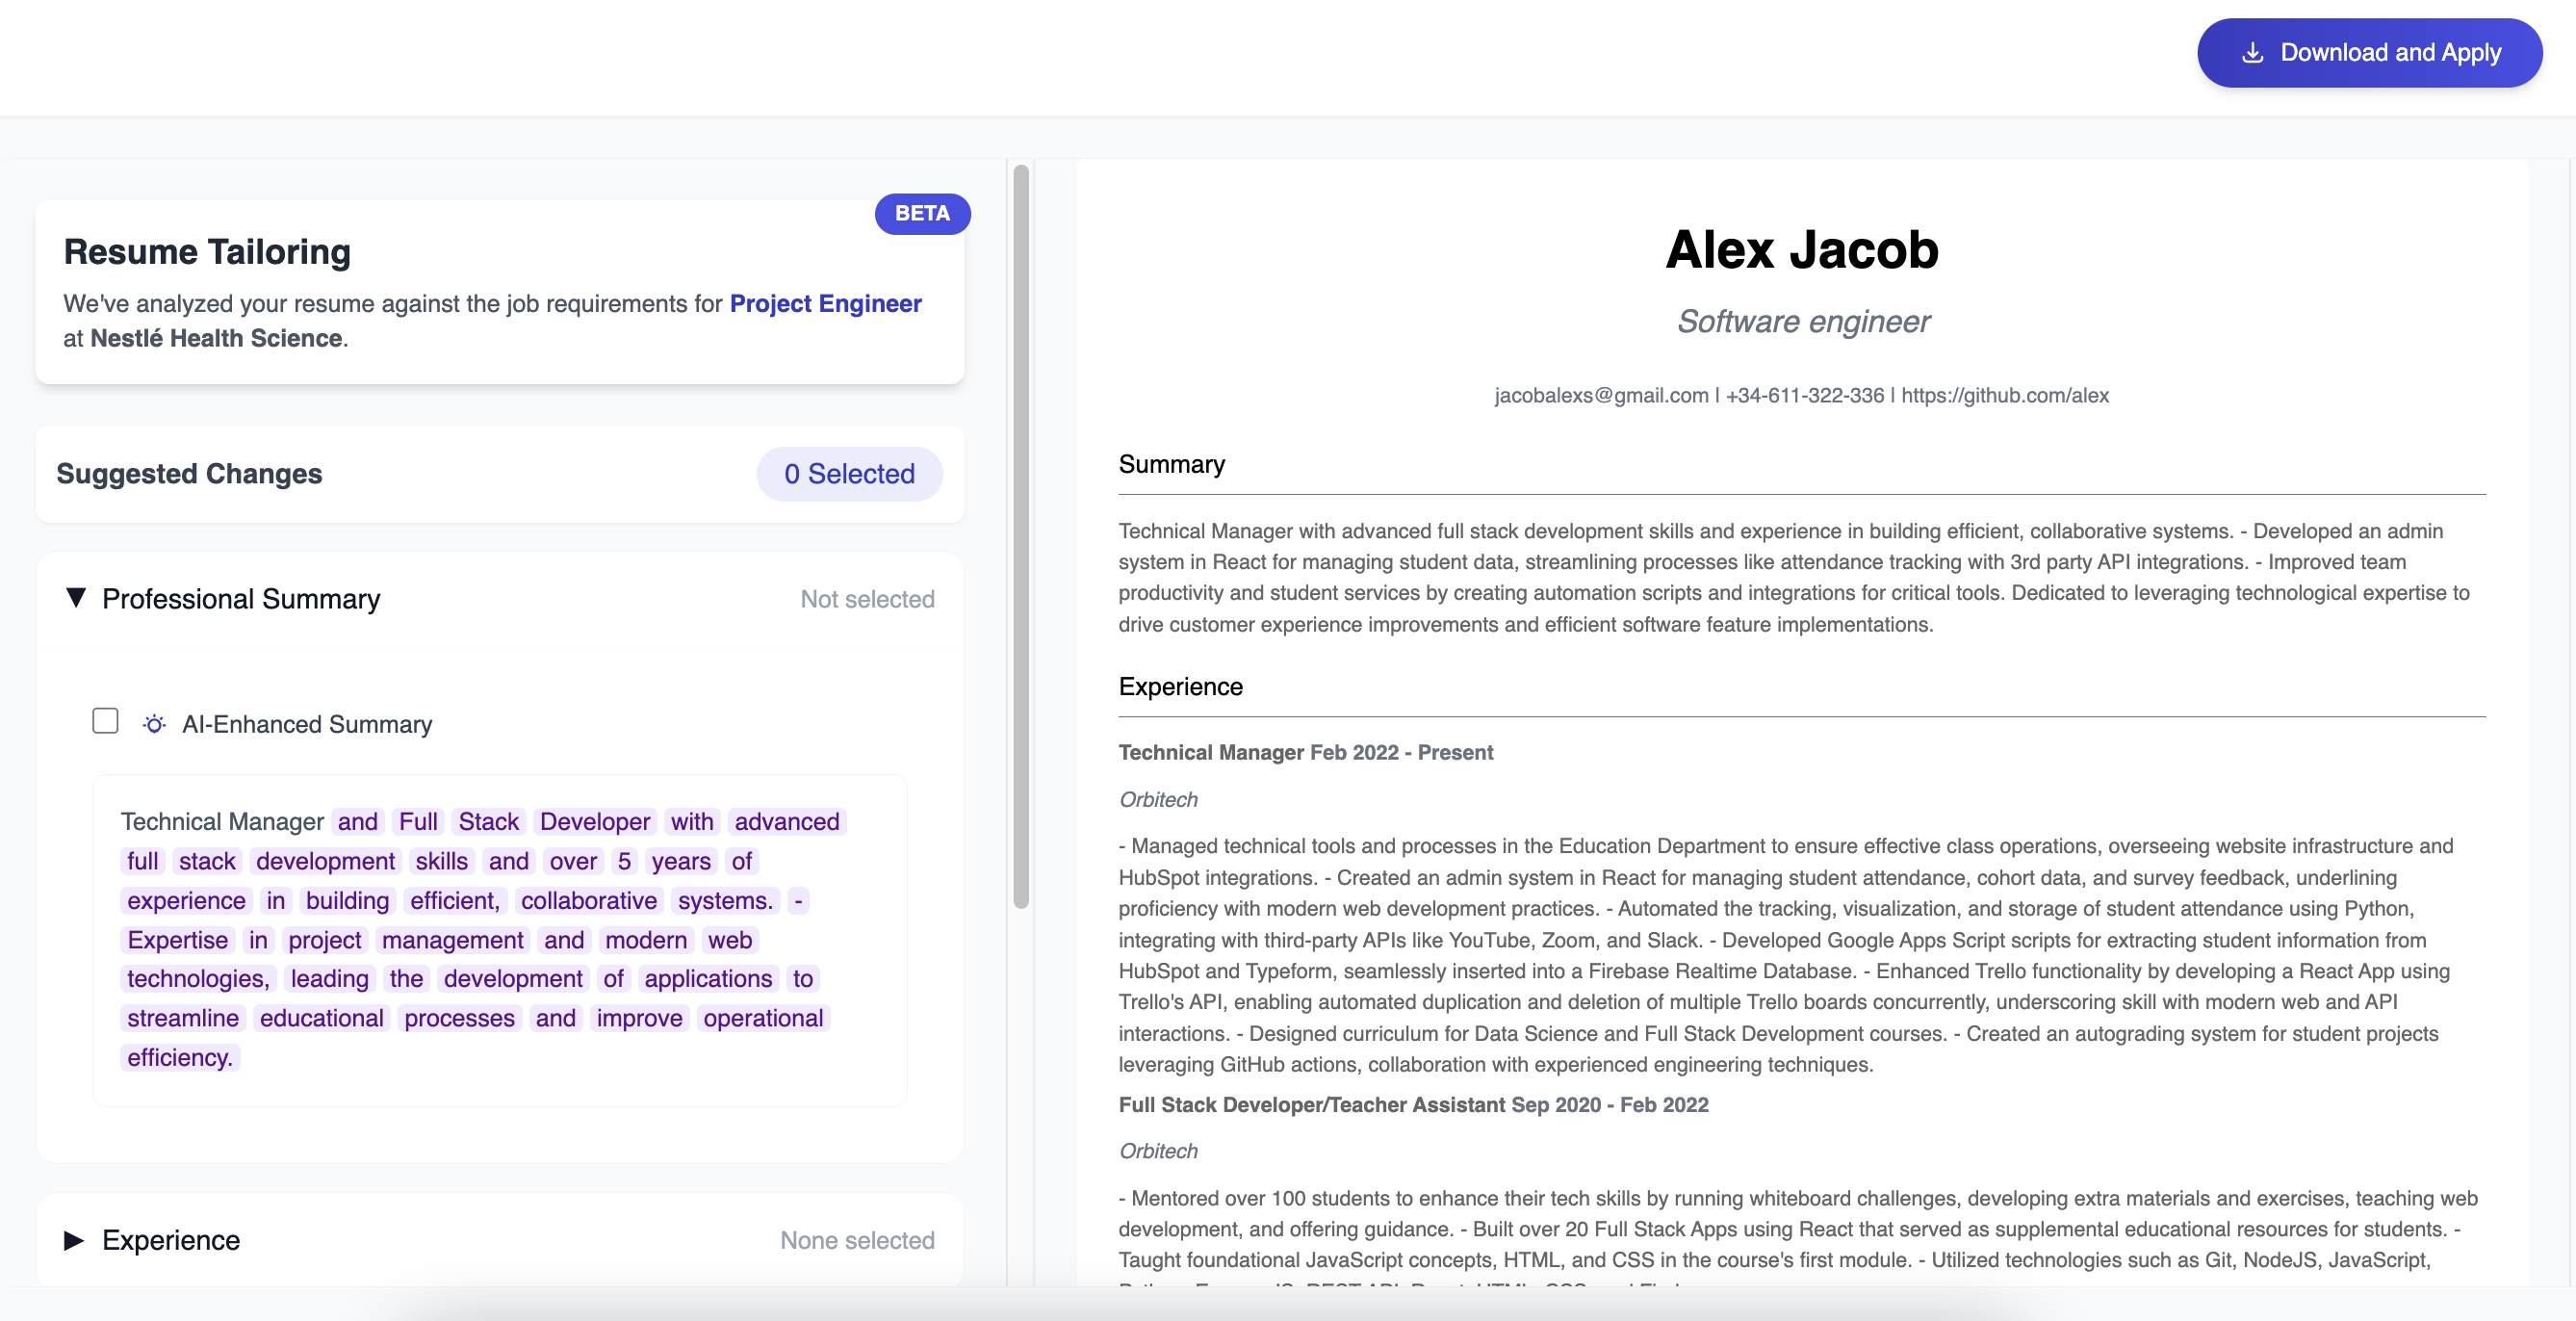 Download and Apply
BETA
Resume Tailoring
We've analyzed your resume against the job requirements for Project Engineer
at Nestlé Health Science.
Suggested Changes
0 Selected
Professional Summary
Not selected
AI-Enhanced Summary
Technical Manager and Full Stack Developer with advanced
full stack development skills and over 5 years of
experience in building efficient, collaborative systems. -
Expertise in project management and modern web
technologies, leading the development of applications to
streamline educational processes and improve operational
efficiency.
Experience
None selected
Alex Jacob
Software engineer
jacobalexs@gmail.com | +34-611-322-336 | https://github.com/alex
Summary
Technical Manager with advanced full stack development skills and experience in building efficient, collaborative systems. - Developed an admin
system in React for managing student data, streamlining processes like attendance tracking with 3rd party API integrations. - Improved team
productivity and student services by creating automation scripts and integrations for critical tools. Dedicated to leveraging technological expertise to
drive customer experience improvements and efficient software feature implementations.
Experience
Technical Manager Feb 2022 - Present
Orbitech
- Managed technical tools and processes in the Education Department to ensure effective class operations, overseeing website infrastructure and
HubSpot integrations. - Created an admin system in React for managing student attendance, cohort data, and survey feedback, underlining
proficiency with modern web development practices. - Automated the tracking, visualization, and storage of student attendance using Python,
integrating with third-party APIs like YouTube, Zoom, and Slack. - Developed Google Apps Script scripts for extracting student information from
HubSpot and Typeform, seamlessly inserted into a Firebase Realtime Database. - Enhanced Trello functionality by developing a React App using
Trello's API, enabling automated duplication and deletion of multiple Trello boards concurrently, underscoring skill with modern web and API
interactions. - Designed curriculum for Data Science and Full Stack Development courses. - Created an autograding system for student projects
leveraging GitHub actions, collaboration with experienced engineering techniques.
Full Stack Developer/Teacher Assistant Sep 2020 - Feb 2022
Orbitech
- Mentored over 100 students to enhance their tech skills by running whiteboard challenges, developing extra materials and exercises, teaching web
development, and offering guidance. - Built over 20 Full Stack Apps using React that served as supplemental educational resources for students. -
Taught foundational JavaScript concepts, HTML, and CSS in the course's first module. - Utilized technologies such as Git, NodeJS, JavaScript,